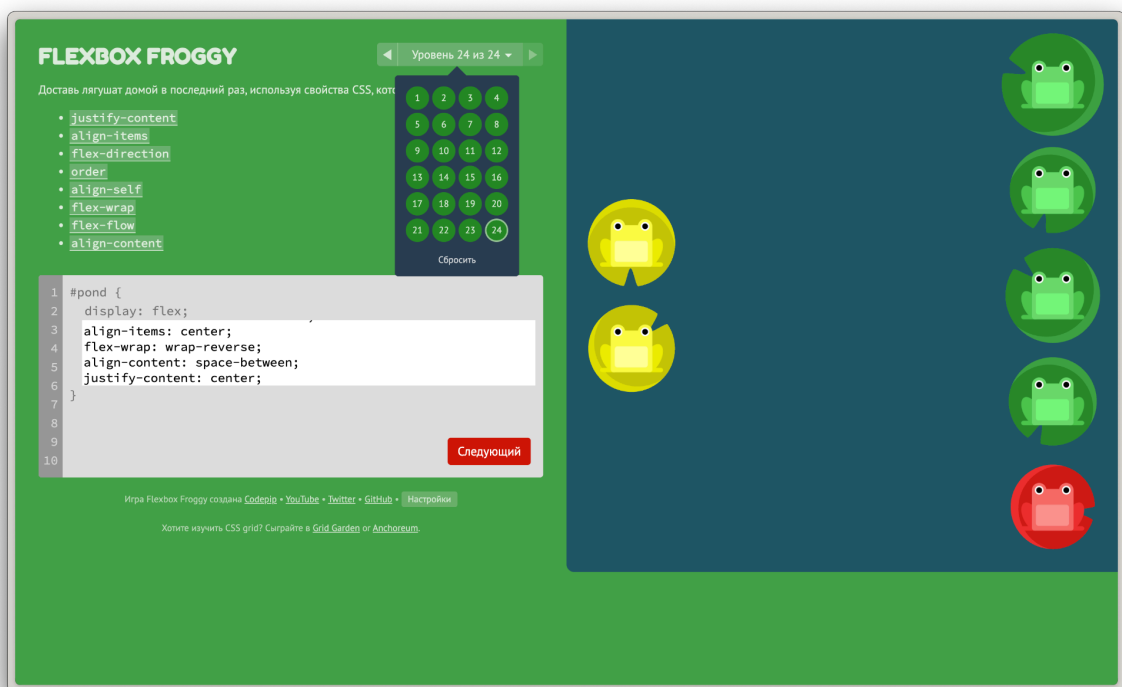 FLEXBOX FROGGY
Уровень 24 из 24
Доставь лягушат домой в последний раз, используя свойства CSS,
justify-content
align-items
flex-direction
order
align-self
flex-wrap
flex-flow
align-content
1 2 3 4
5 6 7 8
9 10 11 12
13 14 15 16
17 18 19 20
21 22 23 24
Сбросить
1 #pond {
2 display: flex;
3 align-items: center;
4 flex-wrap: wrap-reverse;
5 align-content: space-between;
6 justify-content: center;
7 }
8
9
10
Следующий
Игра Flexbox Froggy создана Codepip • YouTube • Twitter • GitHub • Настройки
Хотите изучить CSS grid? Сыграйте в Grid Garden or Anchoreum.